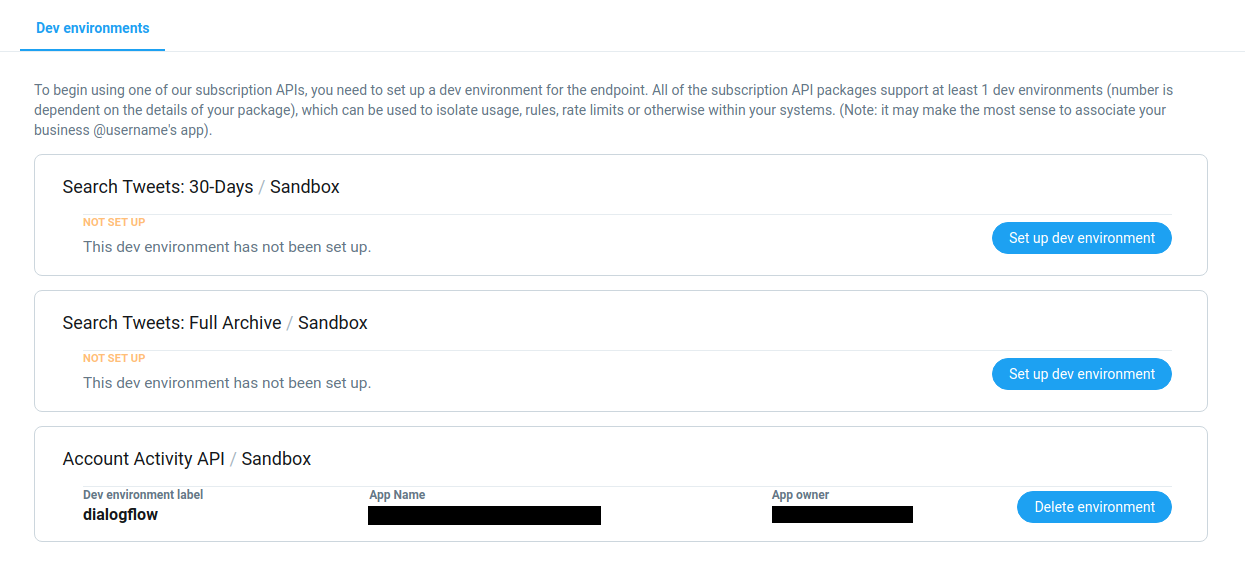 Dev environments
To begin using one of our subscription APIs, you need to set up a dev environment for the endpoint. All of the subscription API packages support at least 1 dev environments (number is
dependent on the details of your package), which can be used to isolate usage, rules, rate limits or otherwise within your systems. (Note: it may make the most sense to associate your
business @username's app).
Search Tweets: 30-Days / Sandbox
NOT SET UP
This dev environment has not been set up.
Set up dev environment
Search Tweets: Full Archive / Sandbox
NOT SET UP
This dev environment has not been set up.
Set up dev environment
Account Activity API / Sandbox
Dev environment label
dialogflow
App Name
App owner
Delete environment